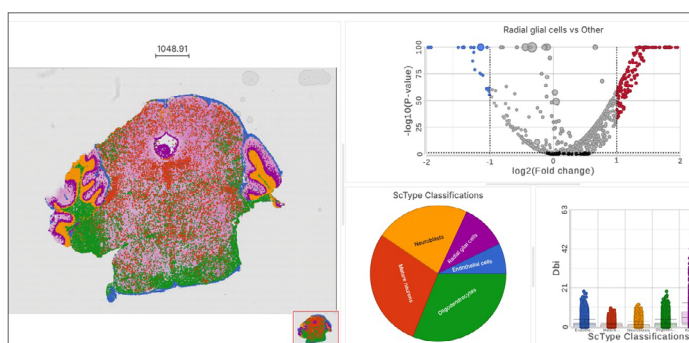 1048.91
Radial glial cells vs Other
-log10(P-value)
100
75
50
25
0
-2
-1
0
1
2
log2(Fold change)
ScType Classifications
Neuroblasts
Radial glial cells
Endothelial cells
Oligodendrocytes
Mature neurons
Dbi
63
42
21
0
ScType Classifications